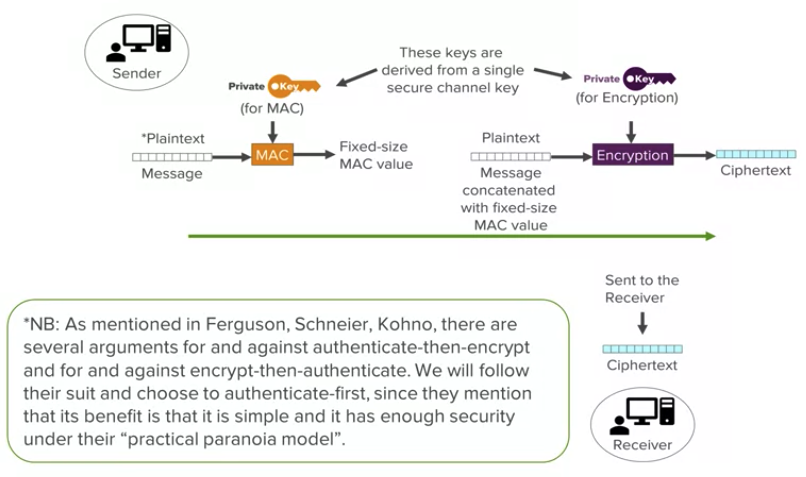 Sender
Private Key
(for MAC)
These keys are
derived from a single
secure channel key
Private Key
(for Encryption)
*Plaintext
Message
MAC
Fixed-size
MAC value
Plaintext
Message
concatenated
with fixed-size
MAC value
Encryption
Ciphertext
Sent to the
Receiver
Ciphertext
Receiver
*NB: As mentioned in Ferguson, Schneier, Kohno, there are
several arguments for and against authenticate-then-encrypt
and for and against encrypt-then-authenticate. We will follow
their suit and choose to authenticate-first, since they mention
that its benefit is that it is simple and it has enough security
under their “practical paranoia model”.